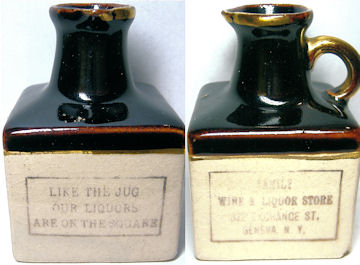 LIKE THE JUG
OUR LIQUORS
ARE ON THE SQUARE
FAMILY
WINE & LIQUOR STORE
EXCHANGE ST.
GENEVA, N. Y.